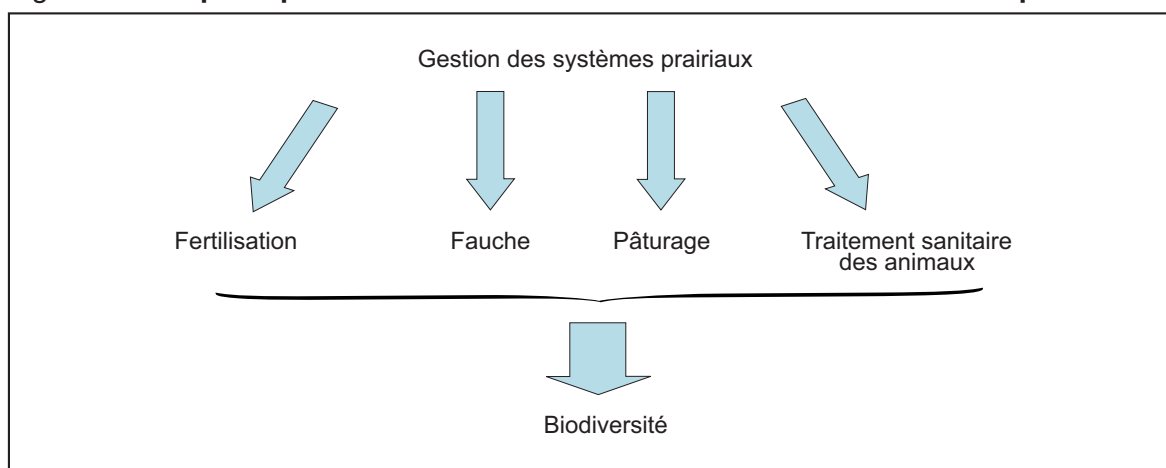 Gestion des systèmes prairiaux
Fertilisation Fauche Pâturage Traitement sanitaire
des animaux
Biodiversité